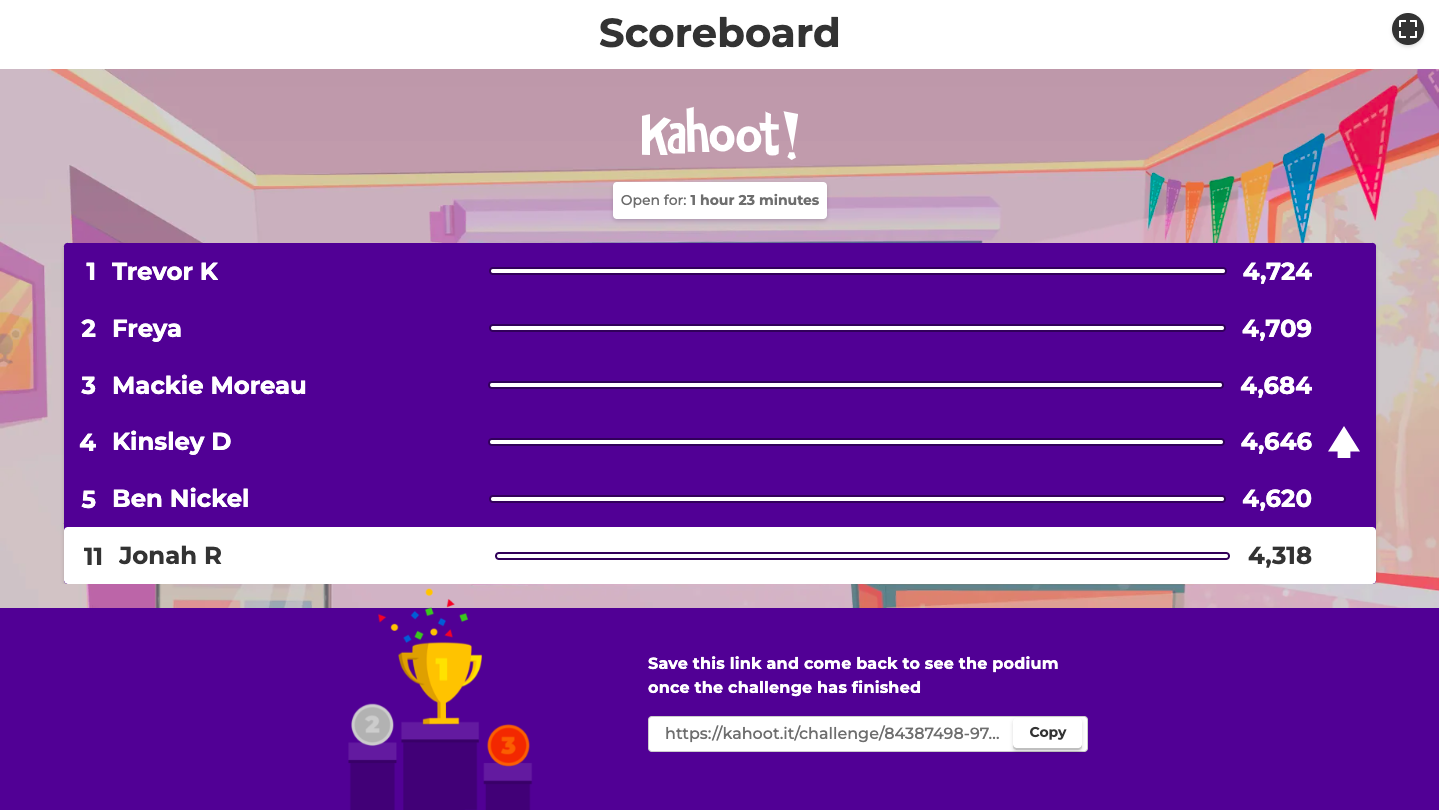 Scoreboard
Kahoot!
Open for: 1 hour 23 minutes
1 Trevor K 4,724
2 Freya 4,709
3 Mackie Moreau 4,684
4 Kinsley D 4,646
5 Ben Nickel 4,620
11 Jonah R 4,318
1
2
3
Save this link and come back to see the podium
once the challenge has finished
https://kahoot.it/challenge/84387498-97... Copy